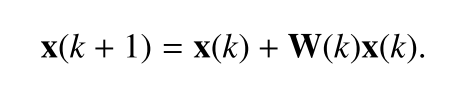 x(k + 1) = x(k) + W(k)x(k).